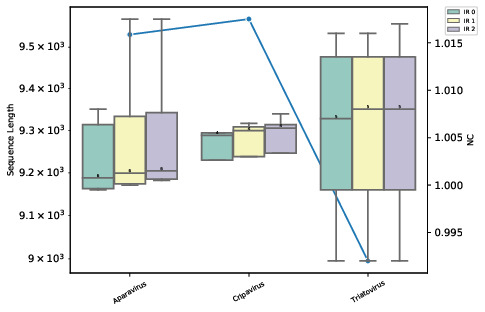 IR 0
IR 1
IR 2
9.5 × 10³
9.4 × 10³
9.3 × 10³
9.2 × 10³
9.1 × 10³
9 × 10³
Sequence Length
1.015
1.010
1.005
1.000
0.995
NC
Aparavirus
Cripavirus
Triatovirus